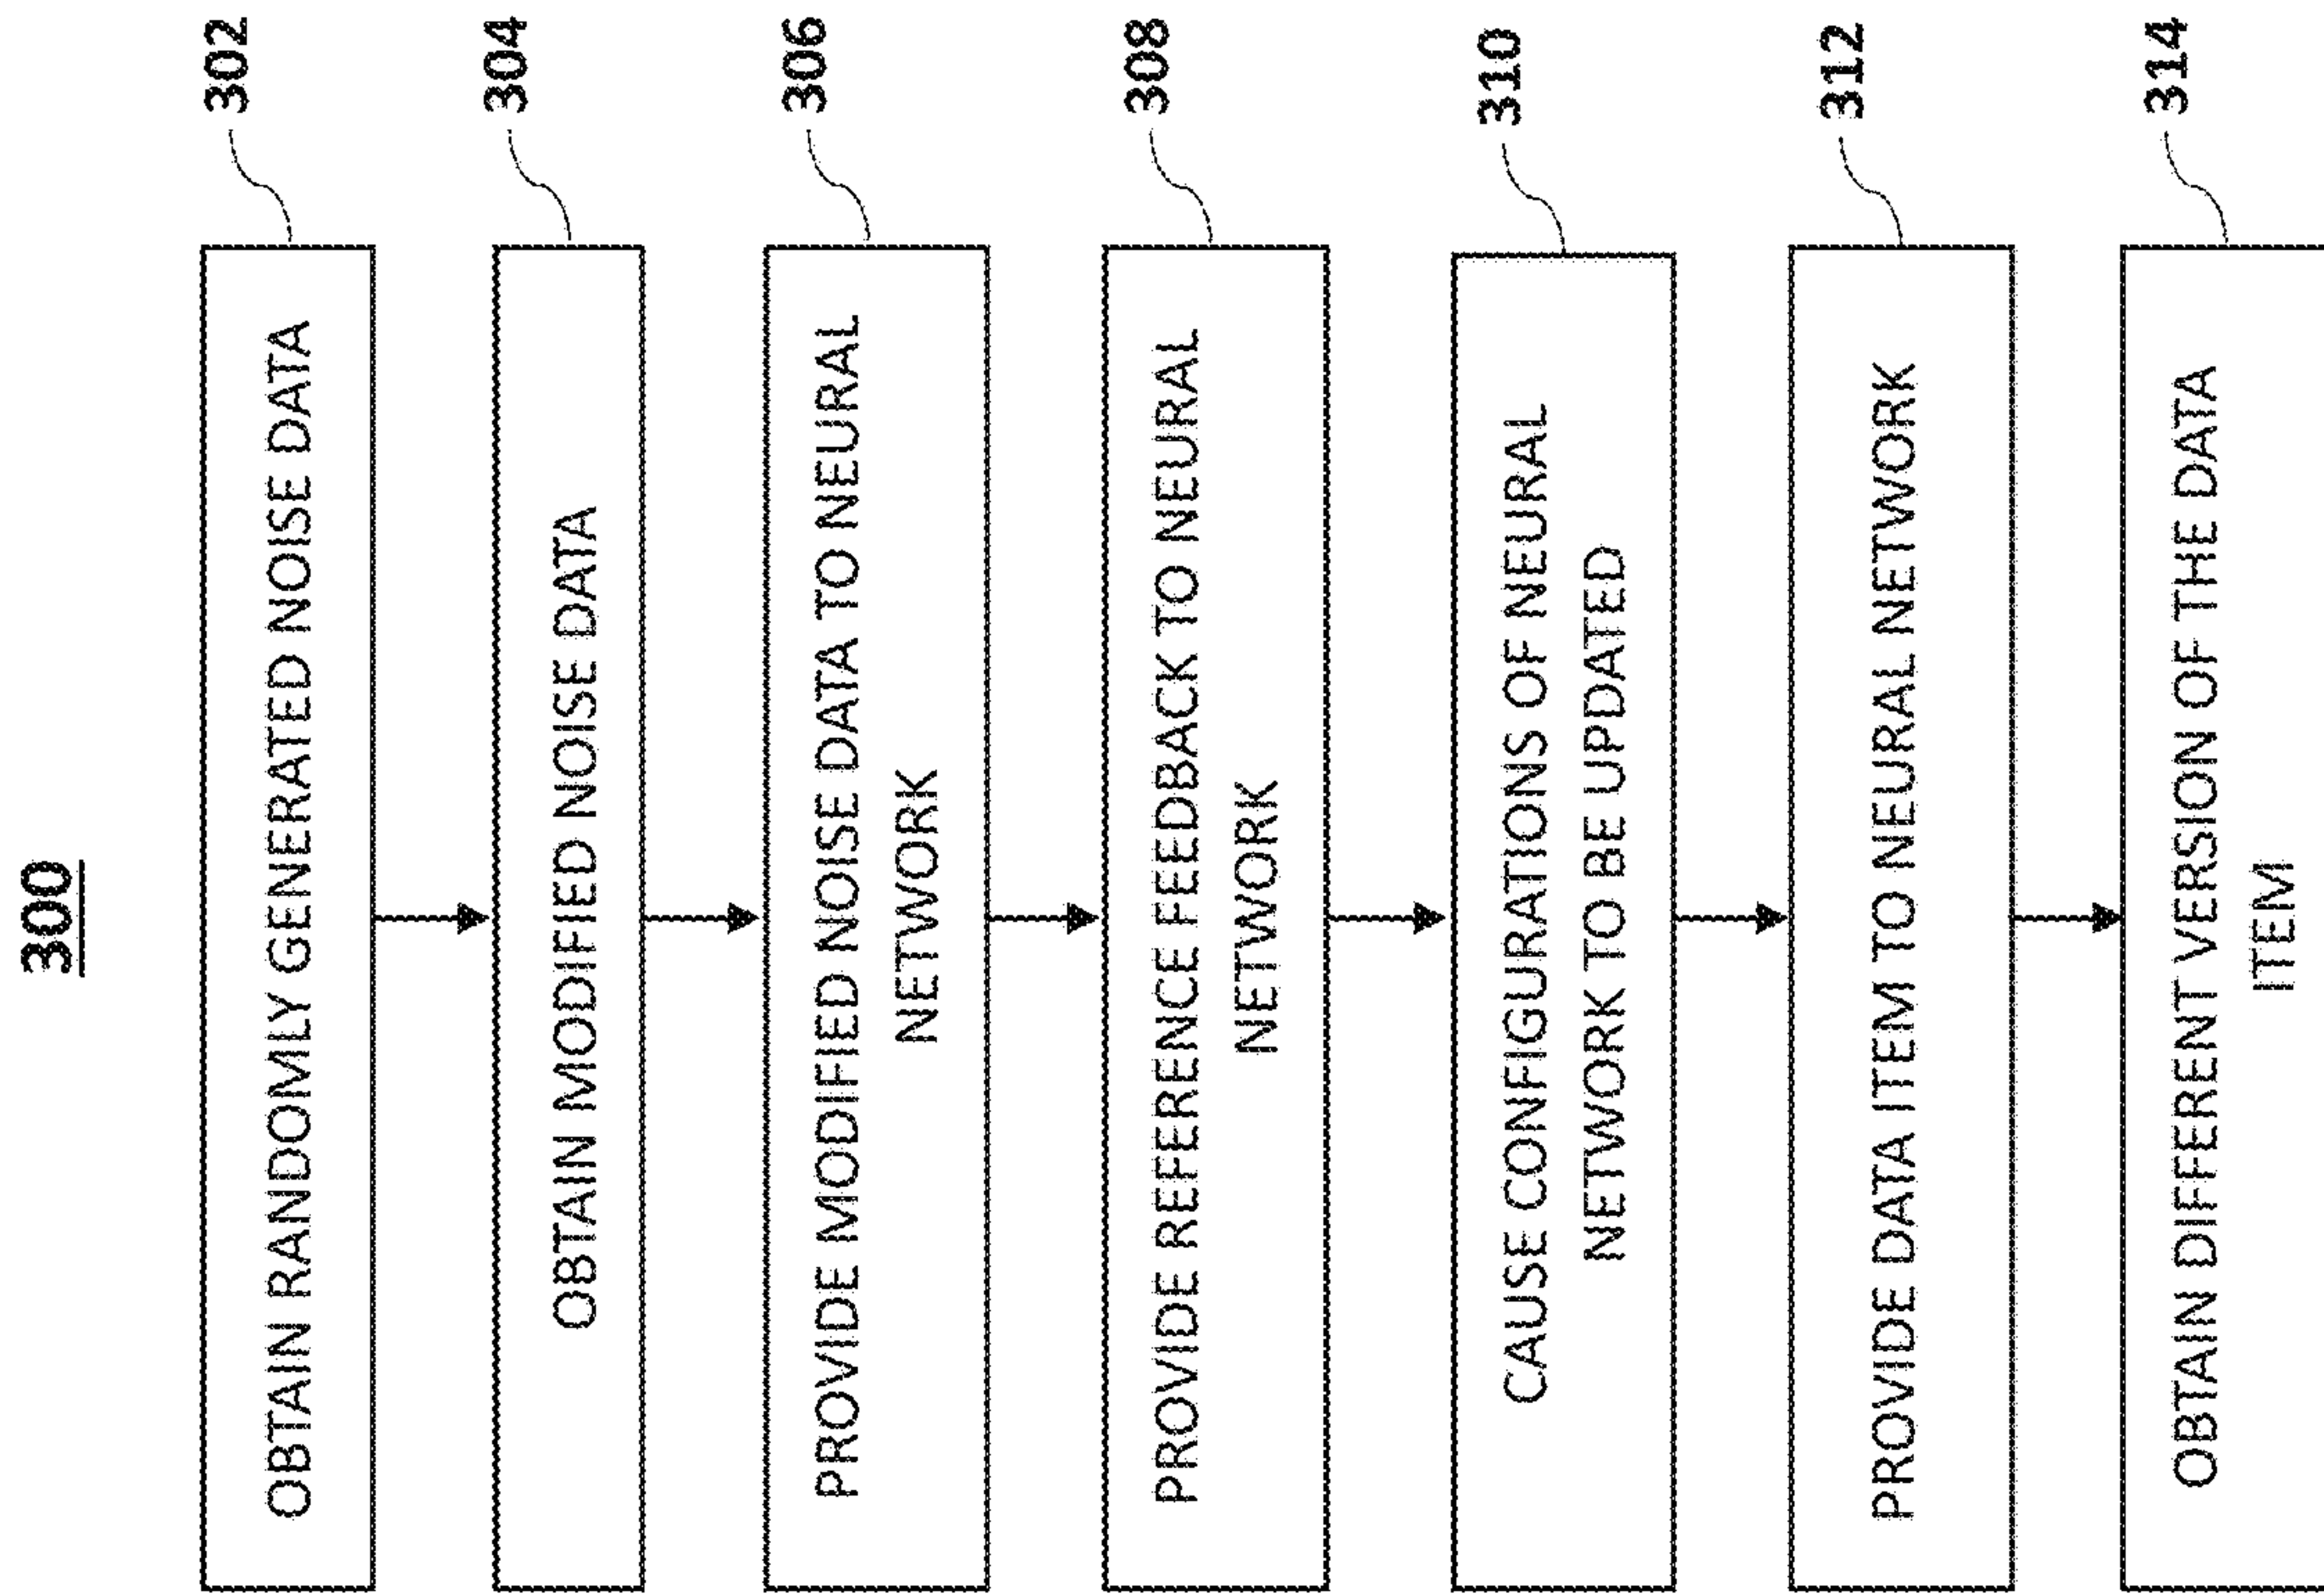 300
OBTAIN RANDOMLY GENERATED NOISE DATA
302
OBTAIN MODIFIED NOISE DATA
304
PROVIDE MODIFIED NOISE DATA TO NEURAL
NETWORK
306
PROVIDE REFERENCE FEEDBACK TO NEURAL
NETWORK
308
CAUSE CONFIGURATIONS OF NEURAL
NETWORK TO BE UPDATED
310
PROVIDE DATA ITEM TO NEURAL NETWORK
312
OBTAIN DIFFERENT VERSION OF THE DATA
ITEM
314